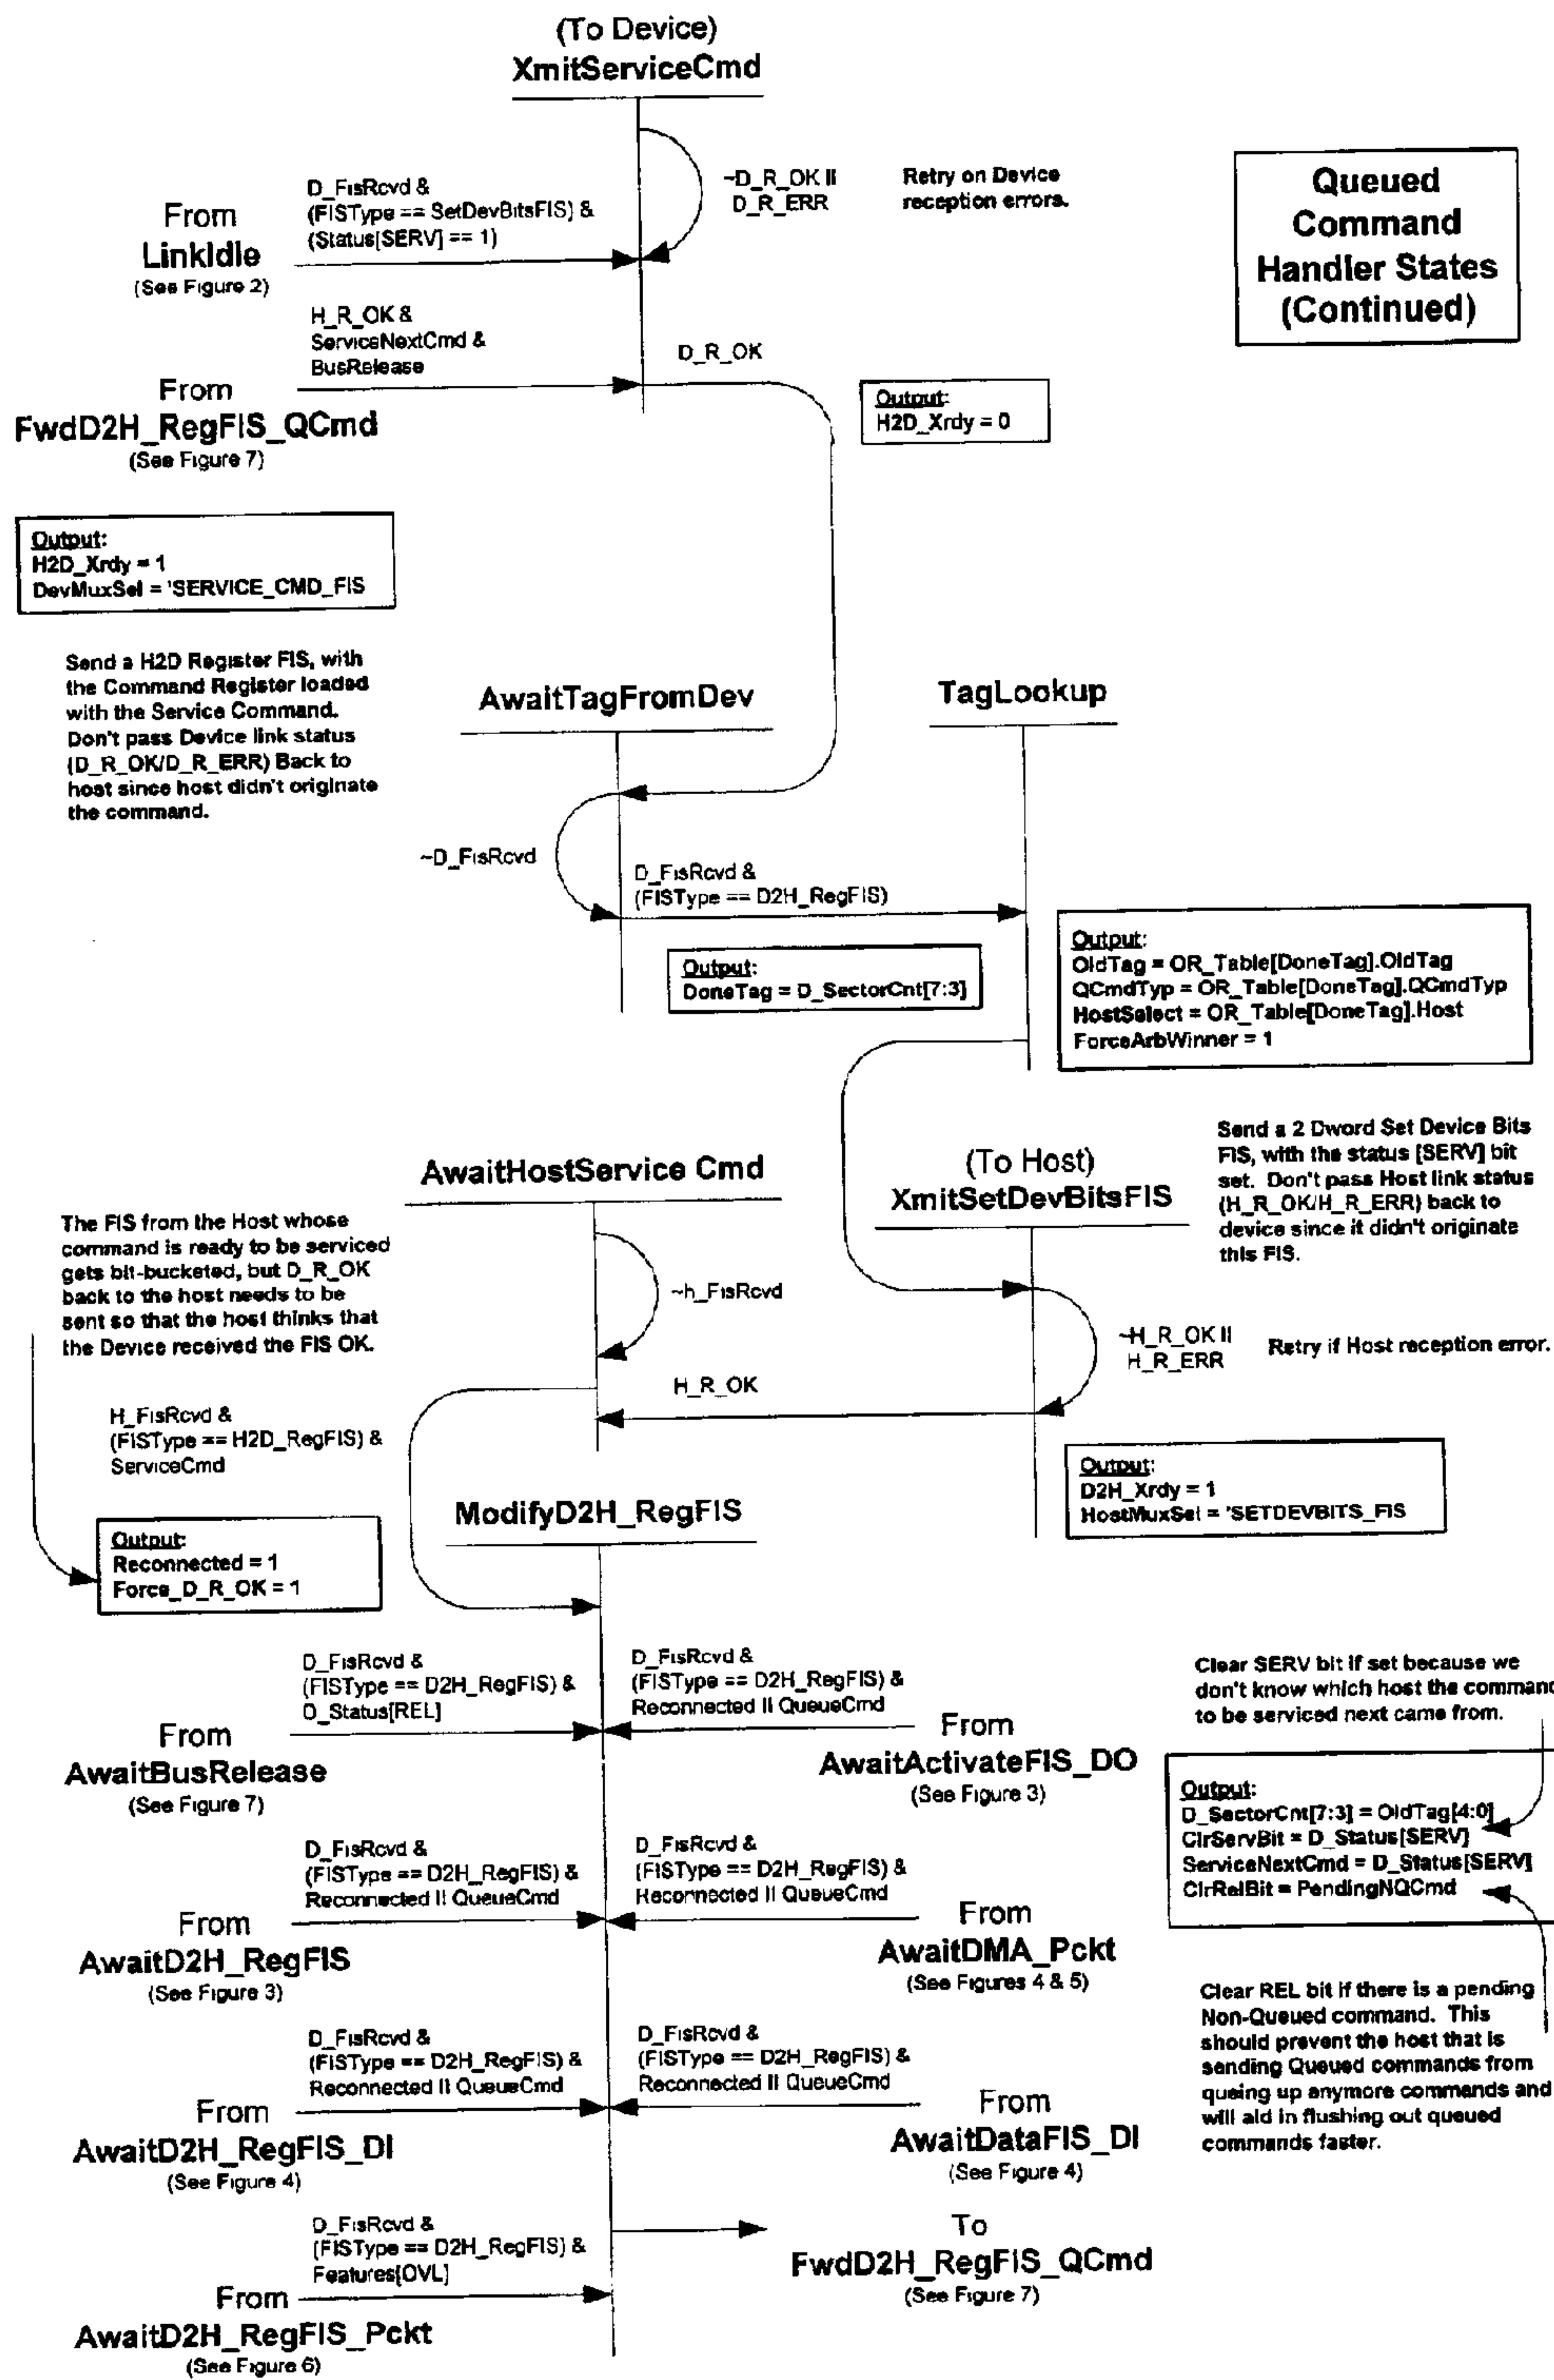 (To Device)
XmitServiceCmd
D_FisRcvd &
(FISType == SetDevBitsFIS) &
(Status[SERV] == 1)
~D_R_OK II
D_R_ERR
Retry on Device
reception errors.
Queued
Command
Handler States
(Continued)
From
LinkIdle
(See Figure 2)
H_R_OK &
ServiceNextCmd &
BusRelease
D_R_OK
From
FwdD2H_RegFIS_QCmd
(See Figure 7)
Output:
H2D_Xrdy = 0
Output:
H2D_Xrdy = 1
DevMuxSel = 'SERVICE_CMD_FIS
Send a H2D Register FIS, with
the Command Register loaded
with the Service Command.
Don't pass Device link status
(D_R_OK/D_R_ERR) Back to
host since host didn't originate
the command.
AwaitTagFromDev
TagLookup
~D_FisRcvd
D_FisRcvd &
(FISType == D2H_RegFIS)
Output:
DoneTag = D_SectorCnt[7:3]
Output:
OldTag = OR_Table[DoneTag].OldTag
QCmdTyp = OR_Table[DoneTag].QCmdTyp
HostSelect = OR_Table[DoneTag].Host
ForceArbWinner = 1
AwaitHostService Cmd
(To Host)
XmitSetDevBitsFIS
Send a 2 Dword Set Device Bits
FIS, with the status [SERV] bit
set. Don't pass Host link status
(H_R_OK/H_R_ERR) back to
device since it didn't originate
this FIS.
The FIS from the Host whose
command is ready to be serviced
gets bit-bucketed, but D_R_OK
back to the host needs to be
sent so that the host thinks that
the Device received the FIS OK.
~h_FisRcvd
~H_R_OK II
H_R_ERR
Retry if Host reception error.
H_R_OK
H_FisRcvd &
(FISType == H2D_RegFIS) &
ServiceCmd
Output:
D2H_Xrdy = 1
HostMuxSel = 'SETDEVBITS_FIS
ModifyD2H_RegFIS
Output:
Reconnected = 1
Force_D_R_OK = 1
D_FisRcvd &
(FISType == D2H_RegFIS) &
D_Status[REL]
D_FisRcvd &
(FISType == D2H_RegFIS) &
Reconnected II QueueCmd
Clear SERV bit if set because we
don't know which host the command
to be serviced next came from.
From
AwaitBusRelease
(See Figure 7)
From
AwaitActivateFIS_DO
(See Figure 3)
Output:
D_SectorCnt[7:3] = OldTag[4:0]
ClrServBit = D_Status[SERV]
ServiceNextCmd = D_Status[SERV]
ClrRelBit = PendingNQCmd
D_FisRcvd &
(FISType == D2H_RegFIS) &
Reconnected II QueueCmd
D_FisRcvd &
(FISType == D2H_RegFIS) &
Reconnected II QueueCmd
From
AwaitD2H_RegFIS
(See Figure 3)
From
AwaitDMA_Pckt
(See Figures 4 & 5)
Clear REL bit if there is a pending
Non-Queued command. This
should prevent the host that is
sending Queued commands from
queing up anymore commands and
will aid in flushing out queued
commands faster.
D_FisRcvd &
(FISType == D2H_RegFIS) &
Reconnected II QueueCmd
D_FisRcvd &
(FISType == D2H_RegFIS) &
Reconnected II QueueCmd
From
AwaitD2H_RegFIS_DI
(See Figure 4)
From
AwaitDataFIS_DI
(See Figure 4)
D_FisRcvd &
(FISType == D2H_RegFIS) &
Features[OVL]
To
FwdD2H_RegFIS_QCmd
(See Figure 7)
From
AwaitD2H_RegFIS_Pckt
(See Figure 6)